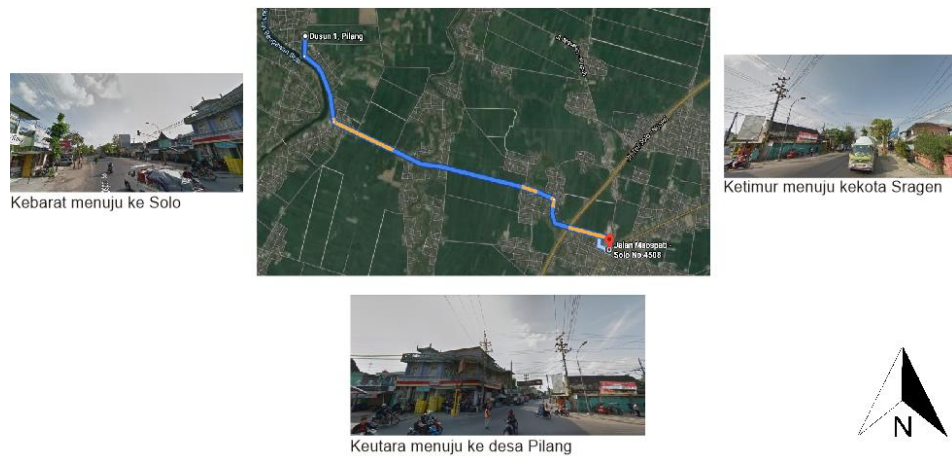 Dusun 1, Pilang
Jalan Maospati
Solo No.4508
Kebarat menuju ke Solo
Ketimur menuju kekota Sragen
Keutara menuju ke desa Pilang
N